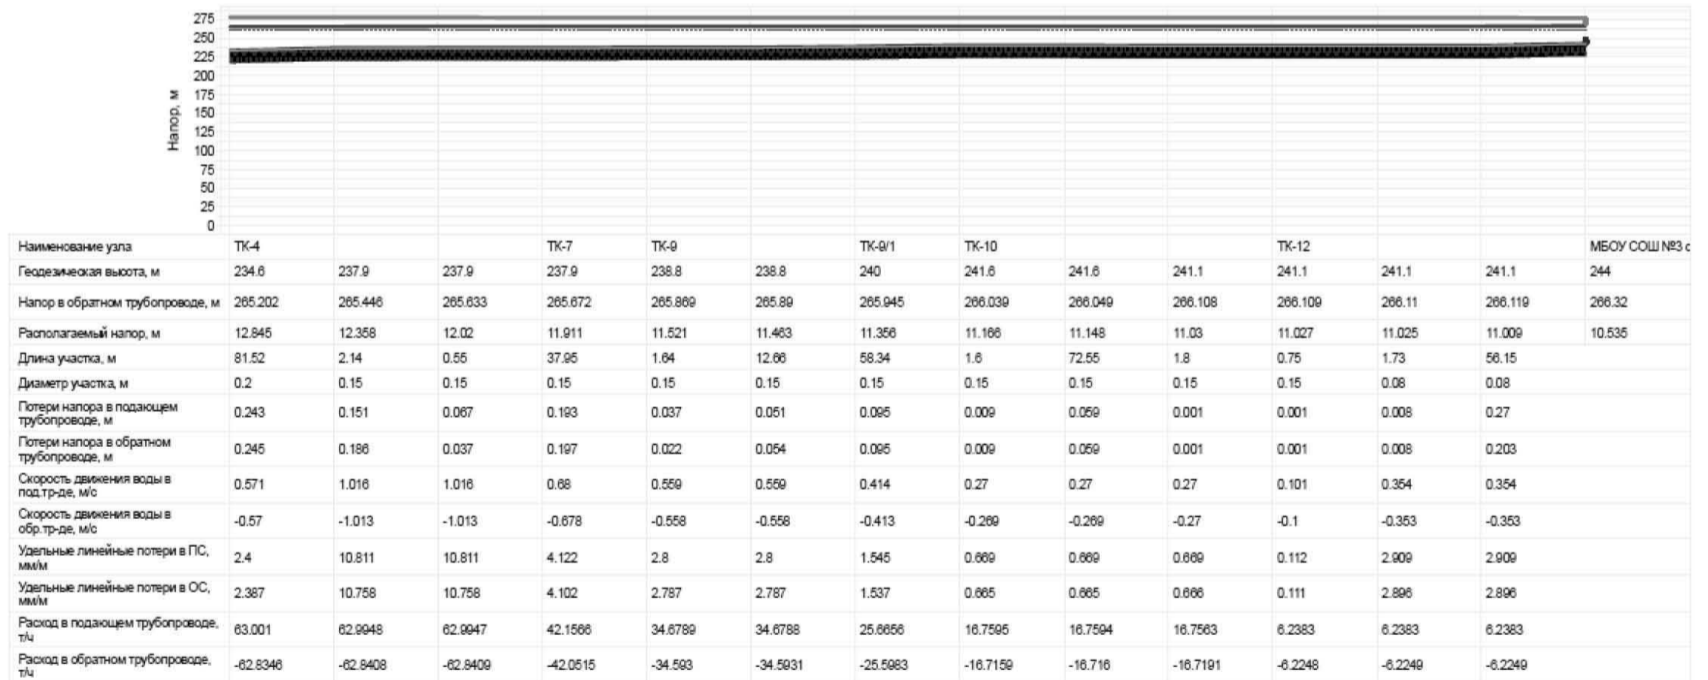 275
250
225
200
175
150
125
100
75
50
25
0
Напор, м
Наименование узла ТК-4 ТК-7 ТК-9 ТК-9/1 ТК-10 ТК-12 МБОУ СОШ №3 с
Геодезическая высота, м 234.6 237.9 237.9 237.9 238.8 238.8 240 241.6 241.6 241.1 241.1 241.1 241.1 244
Напор в обратном трубопроводе, м 265.202 265.446 265.633 265.672 265.869 265.89 265.945 266.039 266.049 266.108 266.109 266.11 266.119 266.32
Располагаемый напор, м 12.845 12.358 12.02 11.911 11.521 11.463 11.356 11.166 11.148 11.03 11.027 11.025 11.009 10.535
Длина участка, м 81.52 2.14 0.55 37.95 1.64 12.66 58.34 1.6 72.55 1.8 0.75 1.73 56.15
Диаметр участка, м 0.2 0.15 0.15 0.15 0.15 0.15 0.15 0.15 0.15 0.15 0.15 0.08 0.08
Потери напора в подающем
трубопроводе, м 0.243 0.151 0.067 0.193 0.037 0.051 0.095 0.009 0.059 0.001 0.001 0.008 0.27
Потери напора в обратном
трубопроводе, м 0.245 0.186 0.037 0.197 0.022 0.054 0.095 0.009 0.059 0.001 0.001 0.008 0.203
Скорость движения воды в
под.тр-де, м/с 0.571 1.016 1.016 0.68 0.559 0.559 0.414 0.27 0.27 0.27 0.101 0.354 0.354
Скорость движения воды в
обр.тр-де, м/с -0.57 -1.013 -1.013 -0.678 -0.558 -0.558 -0.413 -0.269 -0.269 -0.27 -0.1 -0.353 -0.353
Удельные линейные потери в ПС,
мм/м 2.4 10.811 10.811 4.122 2.8 2.8 1.545 0.669 0.669 0.669 0.112 2.909 2.909
Удельные линейные потери в ОС,
мм/м 2.387 10.758 10.758 4.102 2.787 2.787 1.537 0.665 0.665 0.666 0.111 2.896 2.896
Расход в подающем трубопроводе,
т/ч 63.001 62.9948 62.9947 42.1566 34.6789 34.6788 25.6656 16.7595 16.7594 16.7563 6.2383 6.2383 6.2383
Расход в обратном трубопроводе,
т/ч -62.8346 -62.8408 -62.8409 -42.0515 -34.593 -34.5931 -25.5983 -16.7159 -16.716 -16.7191 -6.2248 -6.2249 -6.2249